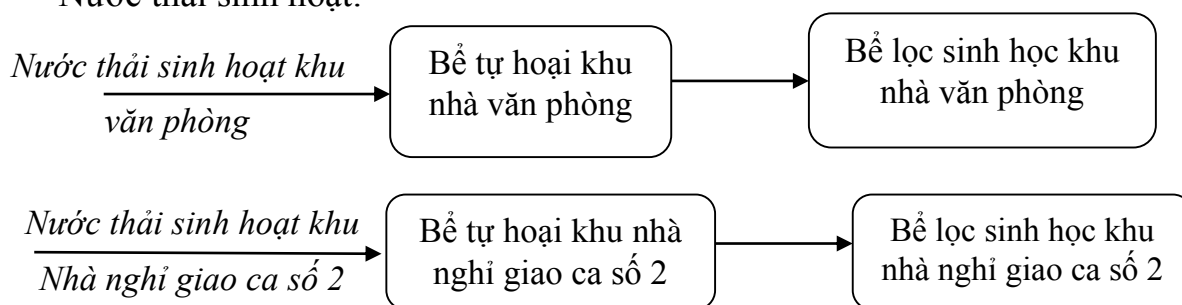 Nước thải sinh hoạt:
Nước thải sinh hoạt khu
văn phòng
Bể tự hoại khu
nhà văn phòng
Bể lọc sinh học khu
nhà văn phòng
Nước thải sinh hoạt khu
Nhà nghỉ giao ca số 2
Bể tự hoại khu nhà
nghỉ giao ca số 2
Bể lọc sinh học khu
nhà nghỉ giao ca số 2